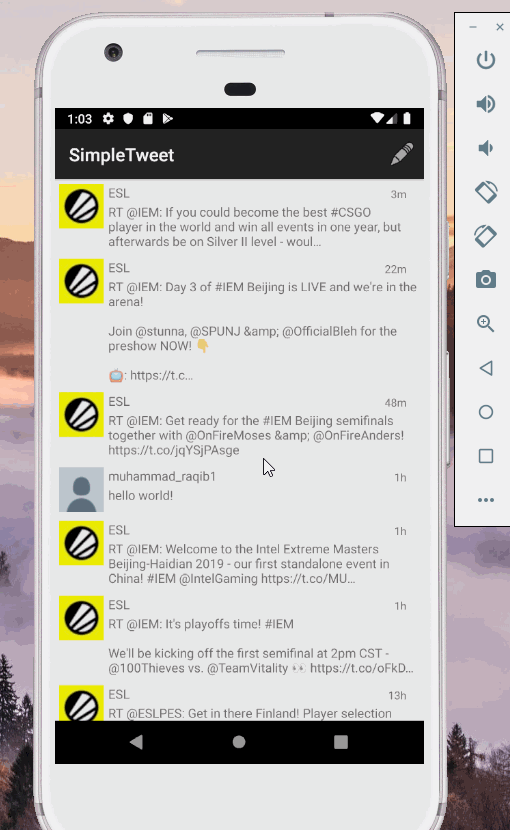 1:03
SimpleTweet
ESL
3m
RT @IEM: If you could become the best #CSGO
player in the world and win all events in one year, but
afterwards be on Silver II level - woul...
ESL
22m
RT @IEM: Day 3 of #IEM Beijing is LIVE and we're in the
arena!
Join @stunna, @SPUNJ &amp; @OfficialBleh for the
preshow NOW! 👇
📺: https://t.c...
ESL
48m
RT @IEM: Get ready for the #IEM Beijing semifinals
together with @OnFireMoses &amp; @OnFireAnders!
https://t.co/jqYSjPAsge
muhammad_raqib1
1h
hello world!
ESL
1h
RT @IEM: Welcome to the Intel Extreme Masters
Beijing-Haidian 2019 - our first standalone event in
China! #IEM @IntelGaming https://t.co/MU...
ESL
1h
RT @IEM: It's playoffs time! #IEM
We'll be kicking off the first semifinal at 2pm CST -
@100Thieves vs. @TeamVitality 👀 https://t.co/oFkD...
ESL
13h
RT @ESLPES: Get in there Finland! Player selection